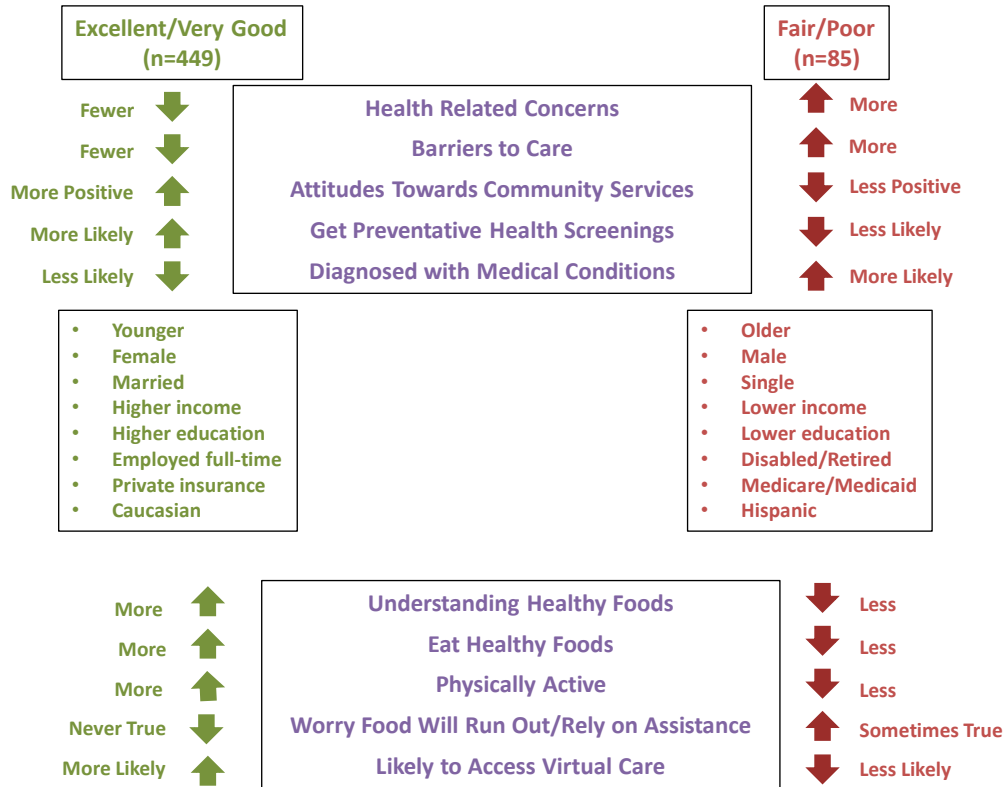 Excellent/Very Good
(n=449)
Fair/Poor
(n=85)
Fewer
Health Related Concerns
More
Fewer
Barriers to Care
More
More Positive
Attitudes Towards Community Services
Less Positive
More Likely
Get Preventative Health Screenings
Less Likely
Less Likely
Diagnosed with Medical Conditions
More Likely
• Younger
• Female
• Married
• Higher income
• Higher education
• Employed full-time
• Private insurance
• Caucasian
• Older
• Male
• Single
• Lower income
• Lower education
• Disabled/Retired
• Medicare/Medicaid
• Hispanic
More
Understanding Healthy Foods
Less
More
Eat Healthy Foods
Less
More
Physically Active
Less
Never True
Worry Food Will Run Out/Rely on Assistance
Sometimes True
More Likely
Likely to Access Virtual Care
Less Likely